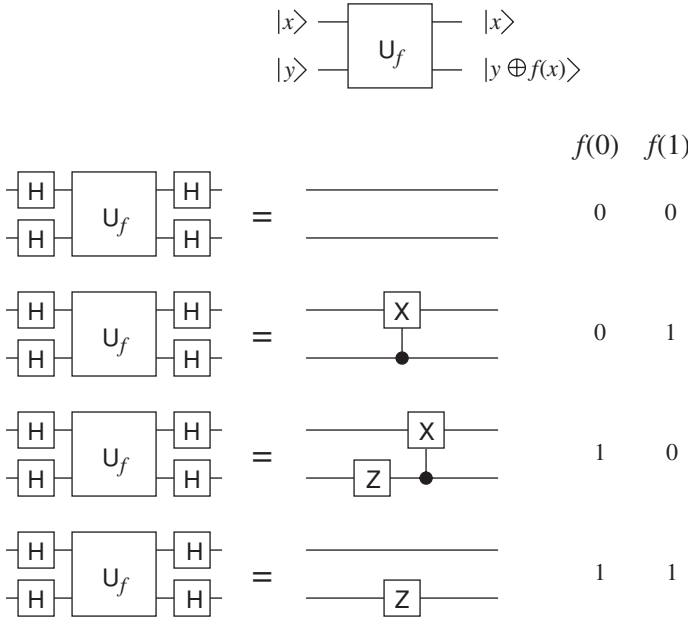 |x⟩ |x⟩
U_f
|y⟩ |y ⊕ f(x)⟩
f(0) f(1)
H H
U_f = 0 0
H H
H H
X
U_f = 0 1
H H
H H
X
U_f = 1 0
H H Z
H H
U_f = 1 1
H H Z